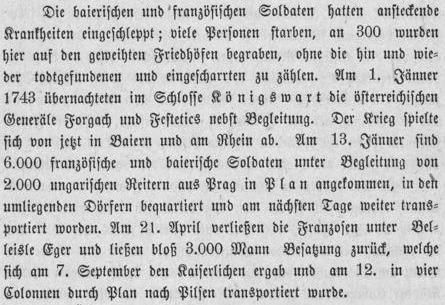 Die baierischen und französischen Soldaten hatten ansteckende
Krankheiten eingeschleppt; viele Personen starben, an 300 wurden
hier auf den geweihten Friedhöfen begraben, ohne die hin und wie-
der todtgefundenen und eingescharrten zu zählen. Am 1. Jänner
1743 übernachteten im Schlosse Königswart die österreichischen
Generäle Forgach und Festetics nebst Begleitung. Der Krieg spielte
sich von jetzt in Baiern und am Rhein ab. Am 13. Jänner sind
6.000 französische und baierische Soldaten unter Begleitung von
2.000 ungarischen Reitern aus Prag in Plan angekommen, in den
umliegenden Dörfern bequartiert und am nächsten Tage weiter trans-
portiert worden. Am 21. April verließen die Franzosen unter Bel-
leisle Eger und ließen bloß 3.000 Mann Besatzung zurück, welche
sich am 7. September den Kaiserlichen ergab und am 12. in vier
Colonnen durch Plan nach Pilsen transportiert wurde.